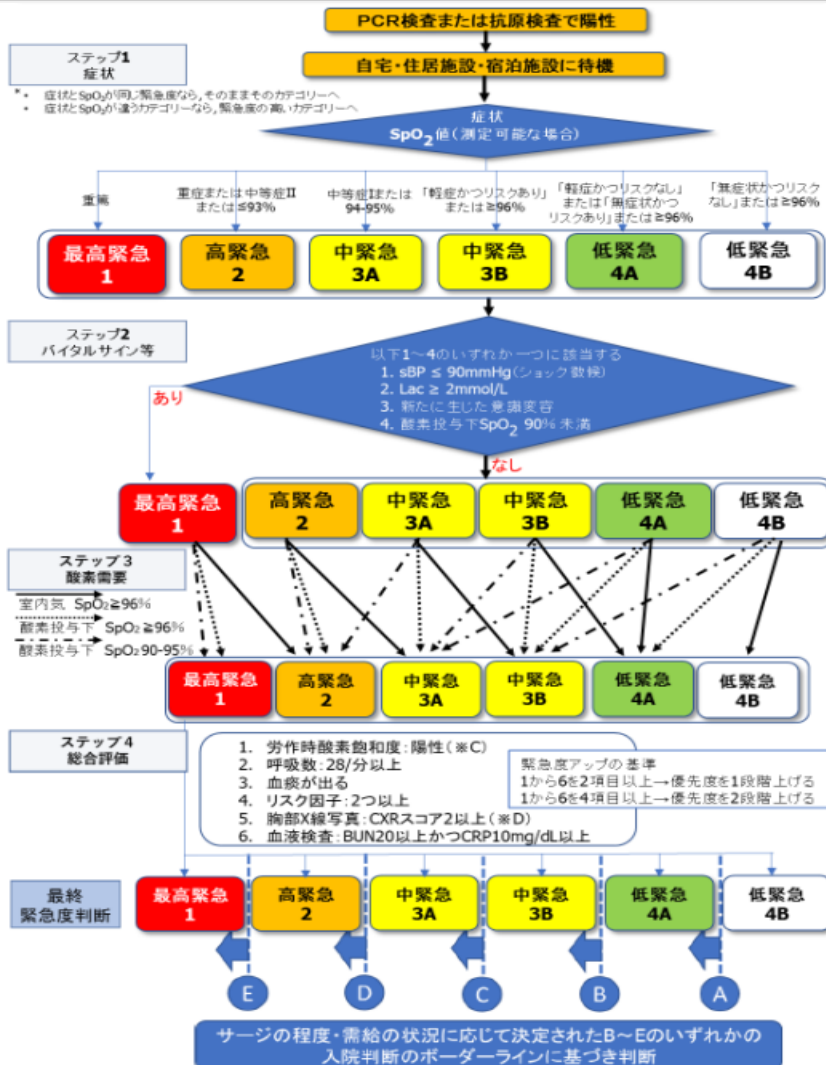 PCR検査または抗原検査で陽性
自宅・住居施設・宿泊施設に待機
ステップ1
症状
*・ 症状とSpO₂が同じ緊急度なら,そのままそのカテゴリーへ
・ 症状とSpO₂が違うカテゴリーなら,緊急度の高いカテゴリーへ
症状
SpO₂値(測定可能な場合)
重篤
重症または中等症II
または≦93%
中等症Iまたは
94-95%
「軽症かつリスクあり」
または≧96%
「軽症かつリスクなし」
または「無症状かつ
リスクあり」または≧96%
「無症状かつリスク
なし」または≧96%
最高緊急
1
高緊急
2
中緊急
3A
中緊急
3B
低緊急
4A
低緊急
4B
ステップ2
バイタルサイン等
以下1～4のいずれか一つに該当する
1. sBP ≤ 90mmHg(ショック徴候)
2. Lac ≥ 2mmol/L
3. 新たに生じた意識変容
4. 酸素投与下SpO₂ 90%未満
あり
なし
最高緊急
1
高緊急
2
中緊急
3A
中緊急
3B
低緊急
4A
低緊急
4B
ステップ3
酸素需要
室内気 SpO₂≧96%
酸素投与下 SpO₂≧96%
酸素投与下 SpO₂90-95%
最高緊急
1
高緊急
2
中緊急
3A
中緊急
3B
低緊急
4A
低緊急
4B
ステップ4
総合評価
1. 労作時酸素飽和度:陽性(※C)
2. 呼吸数:28/分以上
3. 血痰が出る
4. リスク因子:2つ以上
5. 胸部X線写真:CXRスコア2以上(※D)
6. 血液検査:BUN20以上かつCRP10mg/dL以上
緊急度アップの基準
1から6を2項目以上→優先度を1段階上げる
1から6を4項目以上→優先度を2段階上げる
最終
緊急度判断
最高緊急
1
高緊急
2
中緊急
3A
中緊急
3B
低緊急
4A
低緊急
4B
E
D
C
B
A
サージの程度・需給の状況に応じて決定されたB～Eのいずれかの
入院判断のボーダーラインに基づき判断